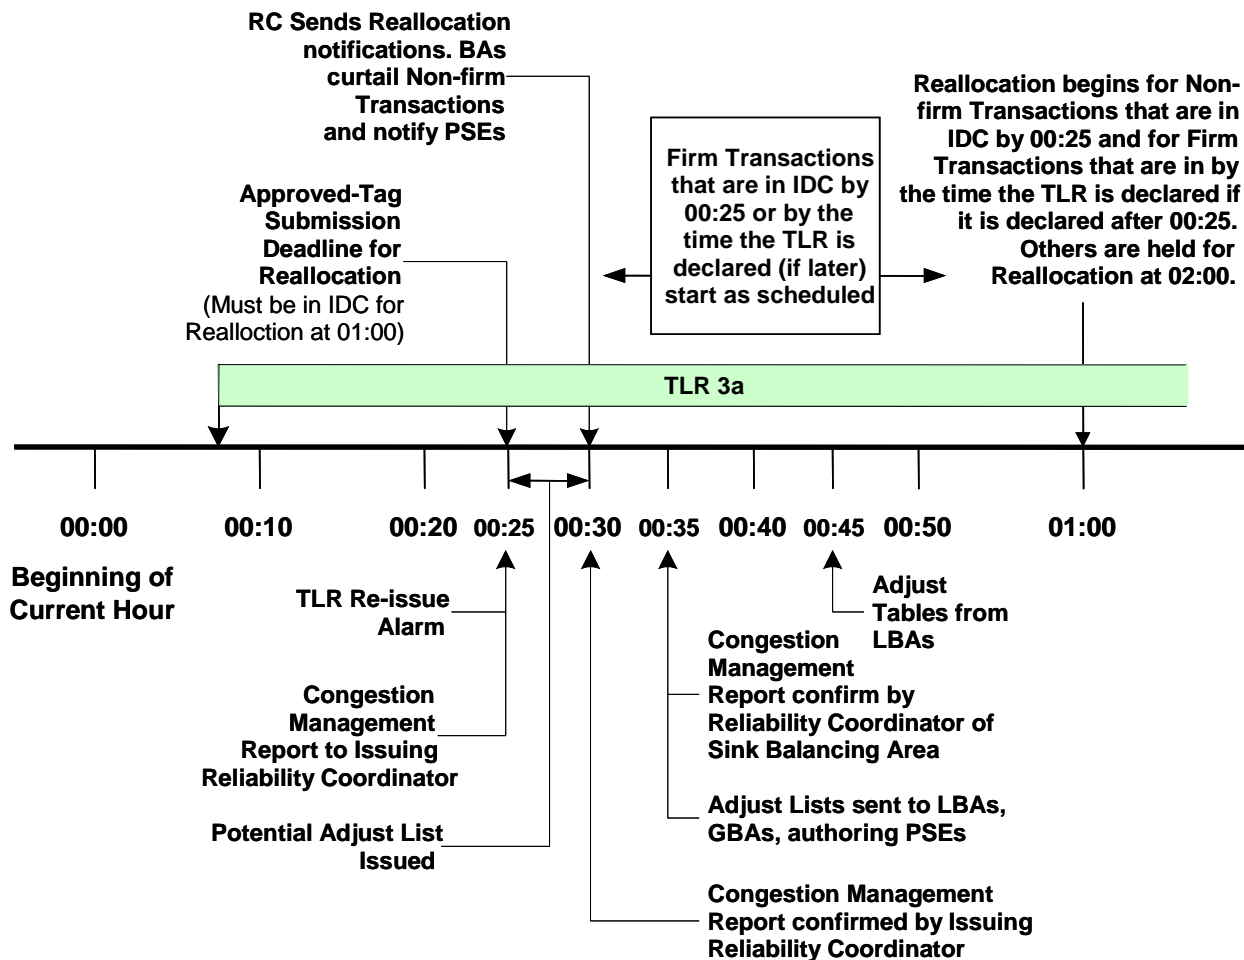 RC Sends Reallocation
notifications. BAs
curtail Non-firm
Transactions
and notify PSEs
Approved-Tag
Submission
Deadline for
Reallocation
(Must be in IDC for
Realloction at 01:00)
Firm Transactions
that are in IDC by
00:25 or by the
time the TLR is
declared (if later)
start as scheduled
Reallocation begins for Non-
firm Transactions that are in
IDC by 00:25 and for Firm
Transactions that are in by
the time the TLR is declared if
it is declared after 00:25.
Others are held for
Reallocation at 02:00.
TLR 3a
00:00
00:10
00:20
00:25
00:30
00:35
00:40
00:45
00:50
01:00
Beginning of
Current Hour
TLR Re-issue
Alarm
Congestion
Management
Report to Issuing
Reliability Coordinator
Potential Adjust List
Issued
Adjust
Tables from
LBAs
Congestion
Management
Report confirm by
Reliability Coordinator of
Sink Balancing Area
Adjust Lists sent to LBAs,
GBAs, authoring PSEs
Congestion Management
Report confirmed by Issuing
Reliability Coordinator